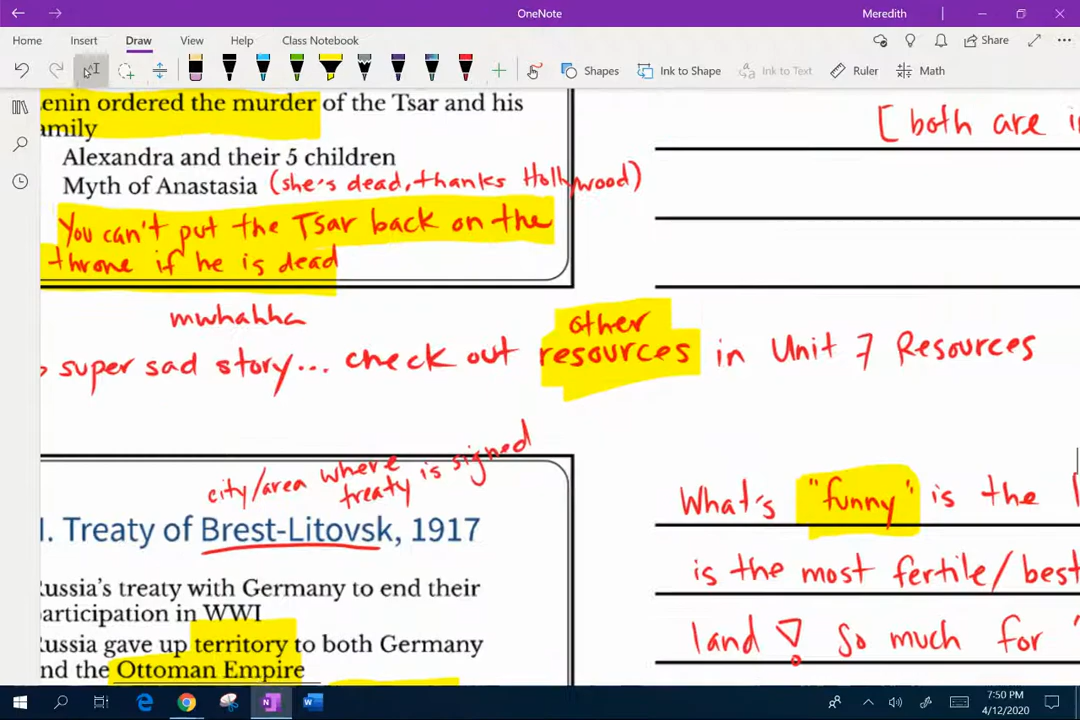 OneNote
Meredith
Home
Insert
Draw
View
Help
Class Notebook
Share
Shapes
Ink to Shape
Ink to Text
Ruler
Math
enin ordered the murder of the Tsar and his
amily
Alexandra and their 5 children
Myth of Anastasia (she's dead, thanks Hollywood)
You can't put the Tsar back on the
throne if he is dead
mwhahha
super sad story... check out other resources in Unit 7 Resources
[both are i
city/area where treaty is signed
I. Treaty of Brest-Litovsk, 1917
Russia's treaty with Germany to end their
articipation in WWI
Russia gave up territory to both Germany
nd the Ottoman Empire
What's "funny" is the
is the most fertile/best
land! So much for "
7:50 PM
4/12/2020